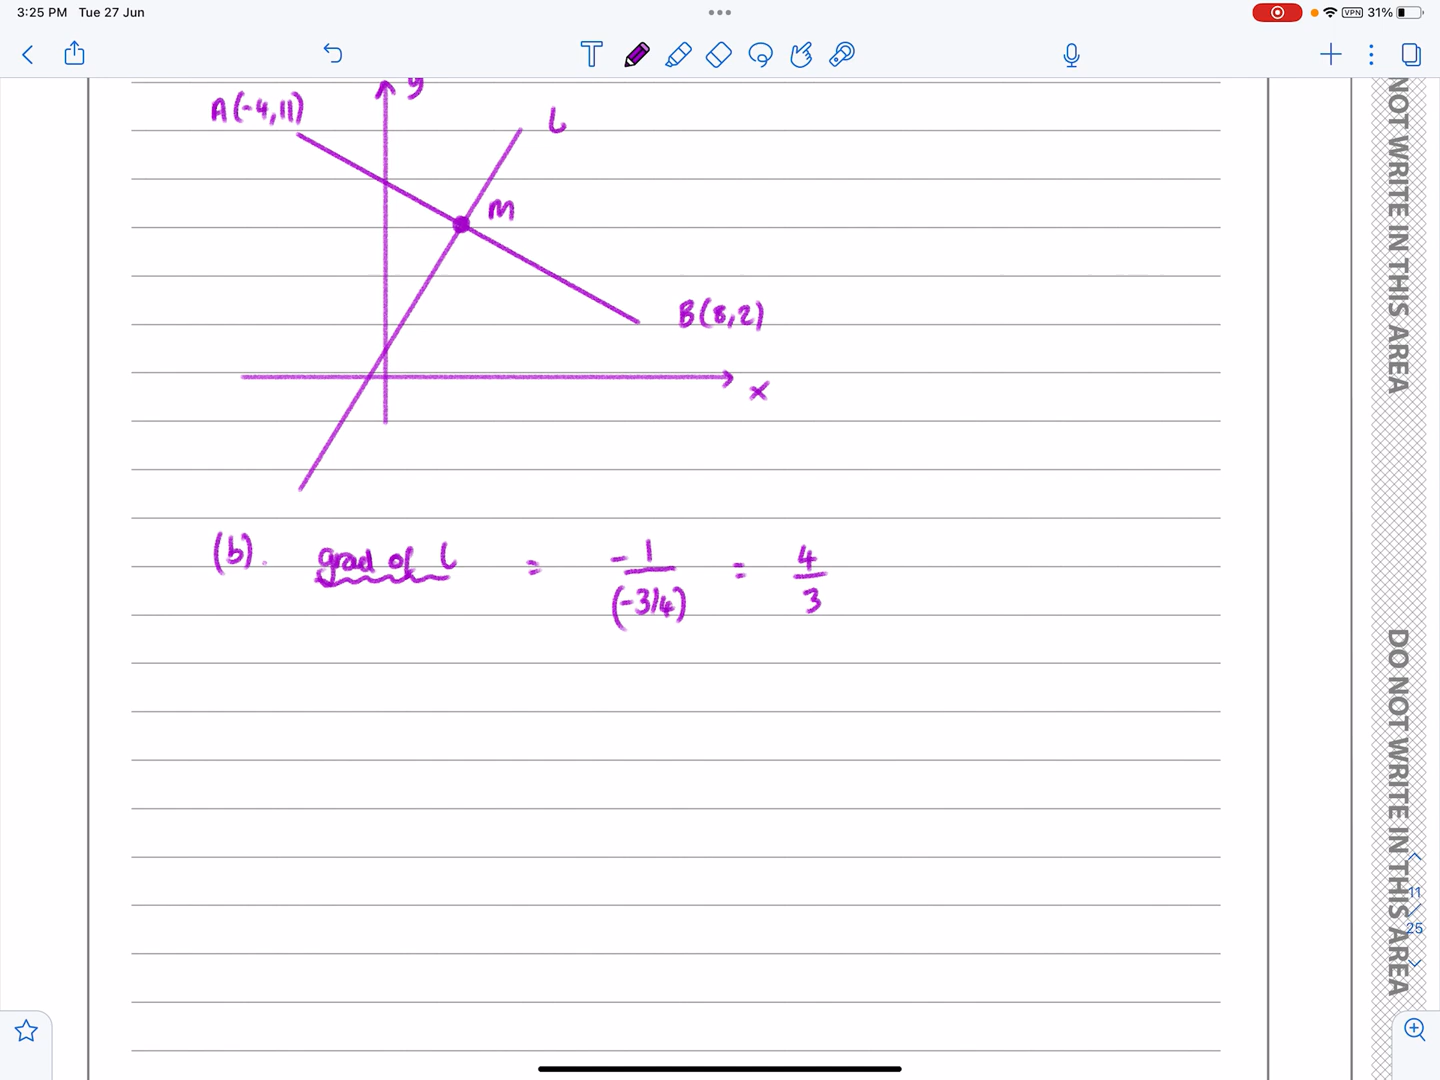 3:25 PM Tue 27 Jun
VPN 31%
T
y
A(-4,11)
L
M
B(8,2)
x
(b). grad of L = -1/(-3/4) = 4/3
NOT WRITE IN THIS AREA
DO NOT WRITE IN THIS AREA
11
/
25